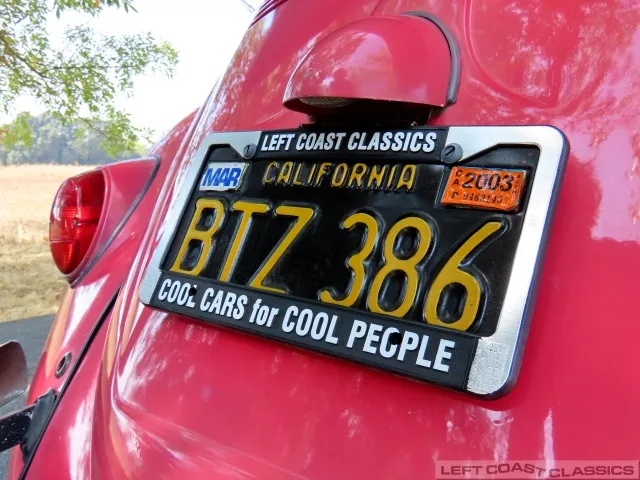 LEFT COAST CLASSICS
CALIFORNIA
MAR
2003
BTZ 386
COOL CARS for COOL PEOPLE
LEFT COAST CLASSICS